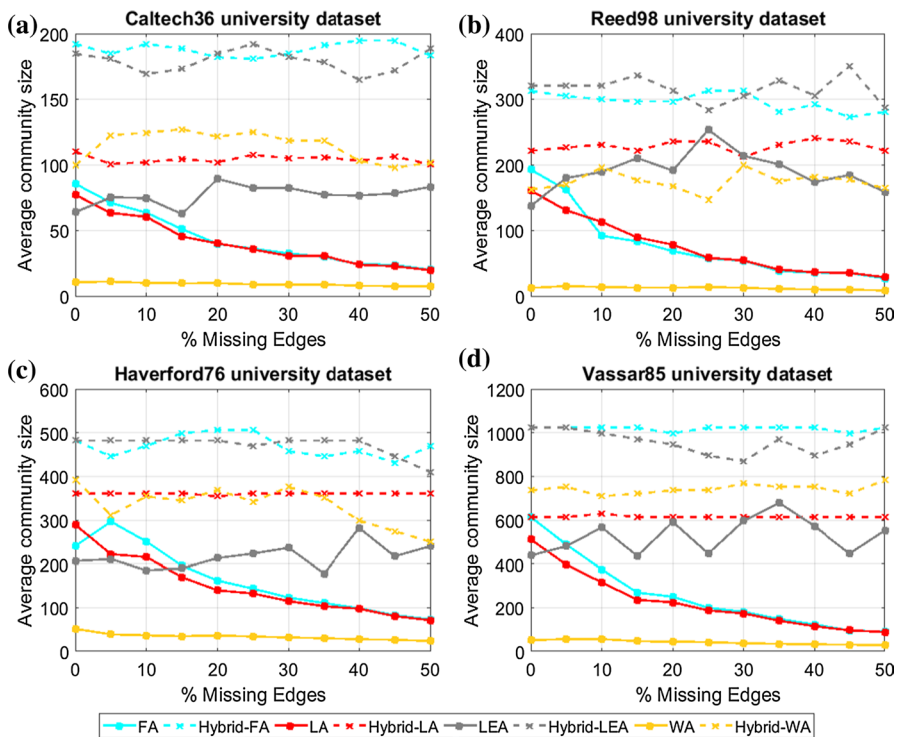 (a) Caltech36 university dataset
200
150
100
50
0
Average community size
0 10 20 30 40 50
% Missing Edges
(b) Reed98 university dataset
400
300
200
100
0
Average community size
0 10 20 30 40 50
% Missing Edges
(c) Haverford76 university dataset
600
500
400
300
200
100
0
Average community size
0 10 20 30 40 50
% Missing Edges
(d) Vassar85 university dataset
1200
1000
800
600
400
200
0
Average community size
0 10 20 30 40 50
% Missing Edges
FA Hybrid-FA LA Hybrid-LA LEA Hybrid-LEA WA Hybrid-WA